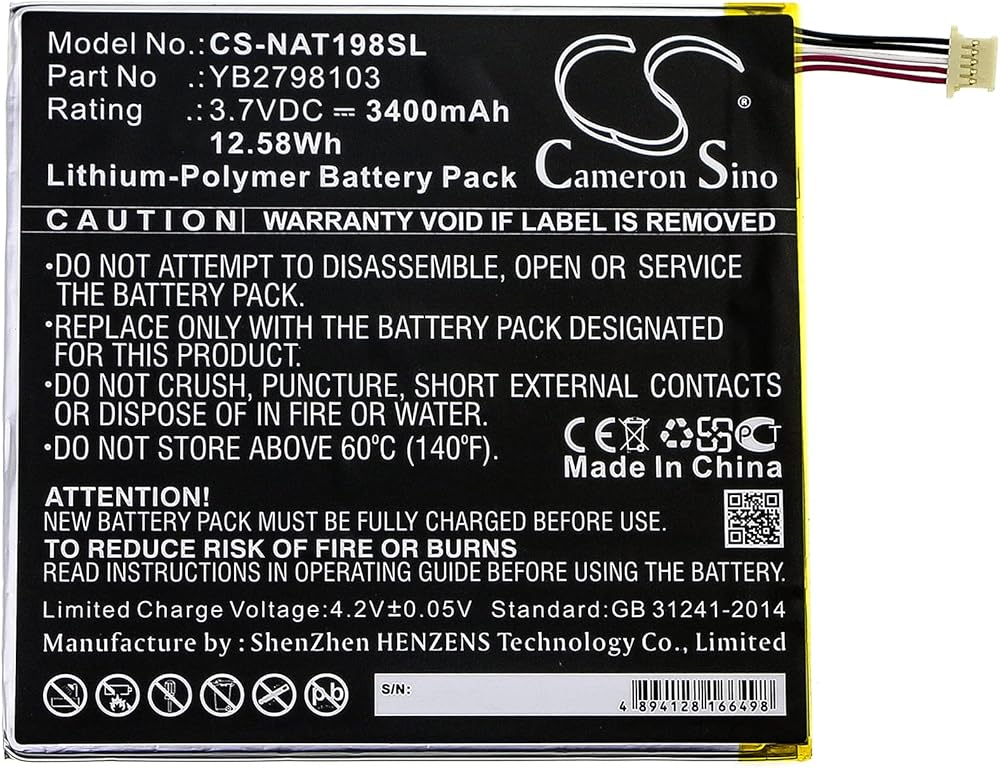 Model No.:CS-NAT198SL
Part No .:YB2798103
Rating .:3.7VDC ⎓ 3400mAh
12.58Wh
Lithium-Polymer Battery Pack
CS
®
Cameron Sino
CAUTION WARRANTY VOID IF LABEL IS REMOVED
•DO NOT ATTEMPT TO DISASSEMBLE, OPEN OR SERVICE
THE BATTERY PACK.
•REPLACE ONLY WITH THE BATTERY PACK DESIGNATED
FOR THIS PRODUCT.
•DO NOT CRUSH, PUNCTURE, SHORT EXTERNAL CONTACTS
OR DISPOSE OF IN FIRE OR WATER.
•DO NOT STORE ABOVE 60ºC (140ºF).
CE PCT
Made In China
ATTENTION!
NEW BATTERY PACK MUST BE FULLY CHARGED BEFORE USE.
TO REDUCE RISK OF FIRE OR BURNS
READ INSTRUCTIONS IN OPERATING GUIDE BEFORE USING THE BATTERY.
Limited Charge Voltage:4.2V±0.05V Standard:GB 31241-2014
Manufacture by : ShenZhen HENZENS Technology Co., Limited
Pb
S/N:
4 894128 166498